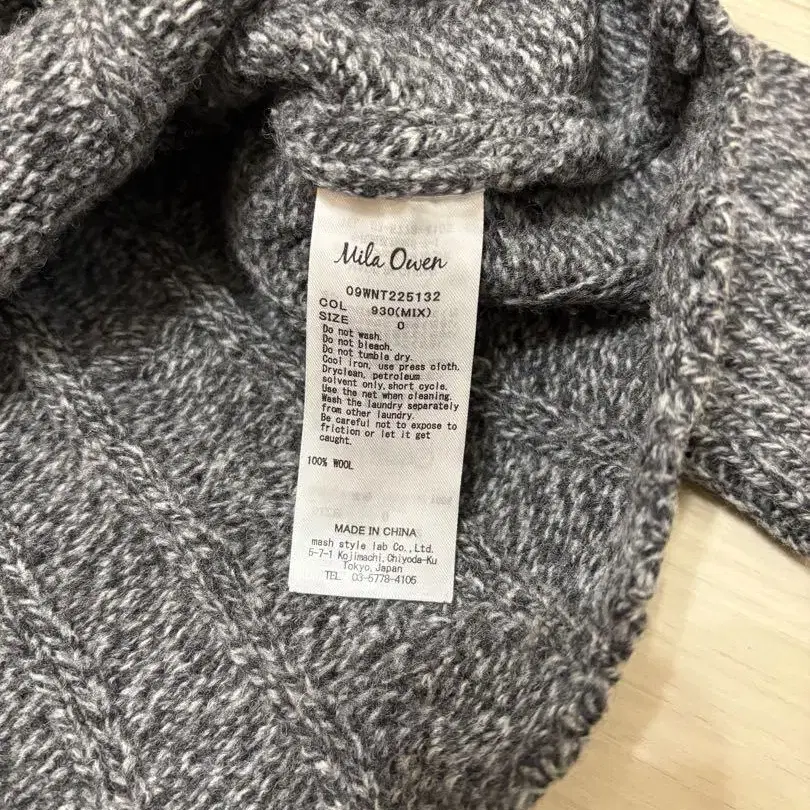 Mila Owen
09WNT225132
COL 930(MIX)
SIZE 0
Do not wash.
Do not bleach.
Do not tumble dry.
Cool iron, use press cloth.
Dryclean, petroleum
solvent only,short cycle.
Use the net when cleaning.
Wash the laundry separately
from other laundry.
Be careful not to expose to
friction or let it get
caught.
100% WOOL
MADE IN CHINA
mash style lab Co.,Ltd.
5-7-1 Kojimachi,Chiyoda-Ku
Tokyo,Japan
TEL 03-5778-4105